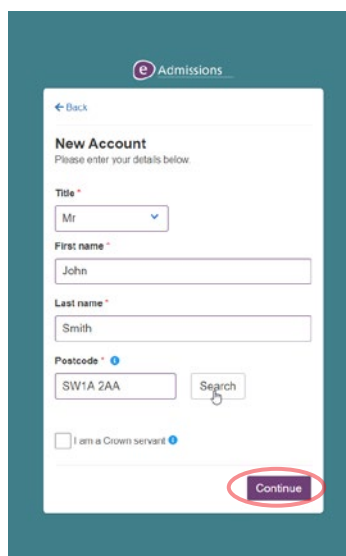 e Admissions
← Back
New Account
Please enter your details below.
Title *
Mr
First name *
John
Last name *
Smith
Postcode * i
SW1A 2AA Search
I am a Crown servant i
Continue